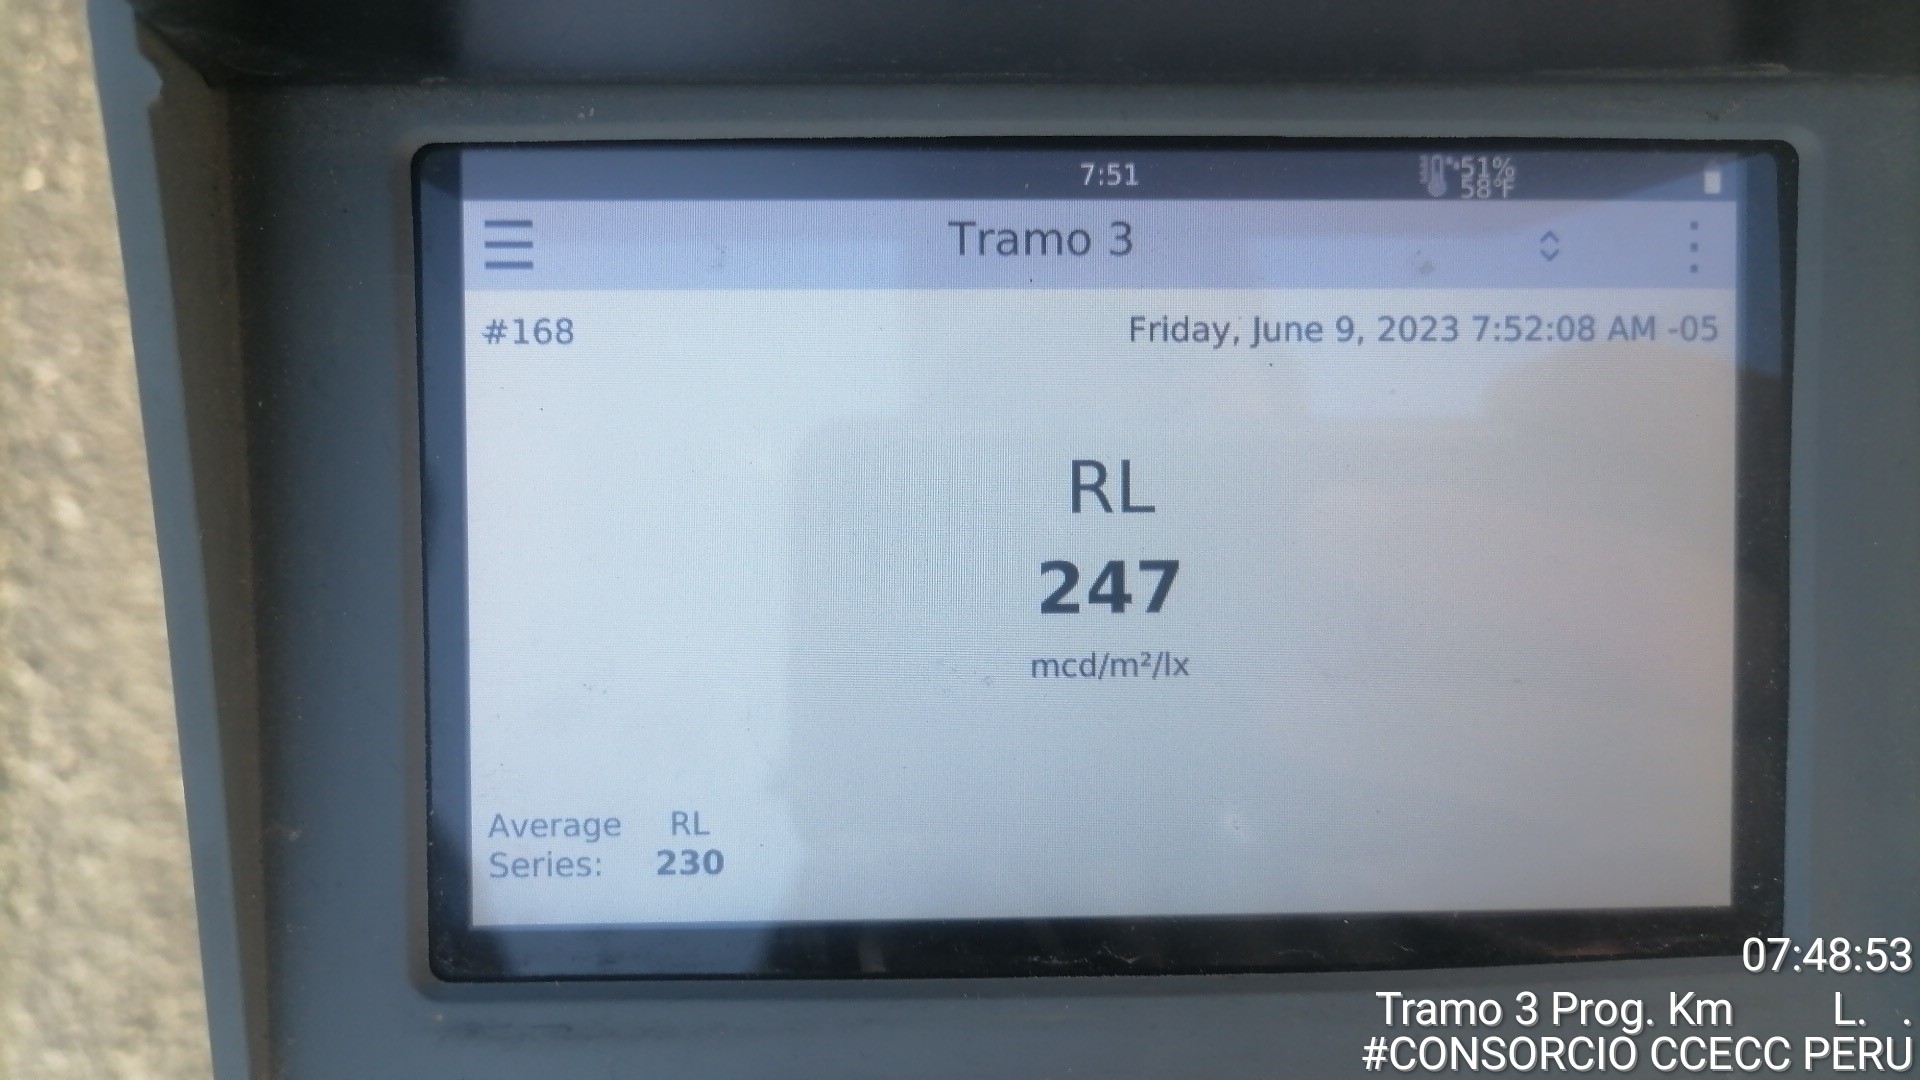 7:51
51%
58°F
Tramo 3
#168
Friday, June 9, 2023 7:52:08 AM -05
RL
247
mcd/m²/lx
Average RL
Series: 230
07:48:53
Tramo 3 Prog. Km L. .
#CONSORCIO CCECC PERU